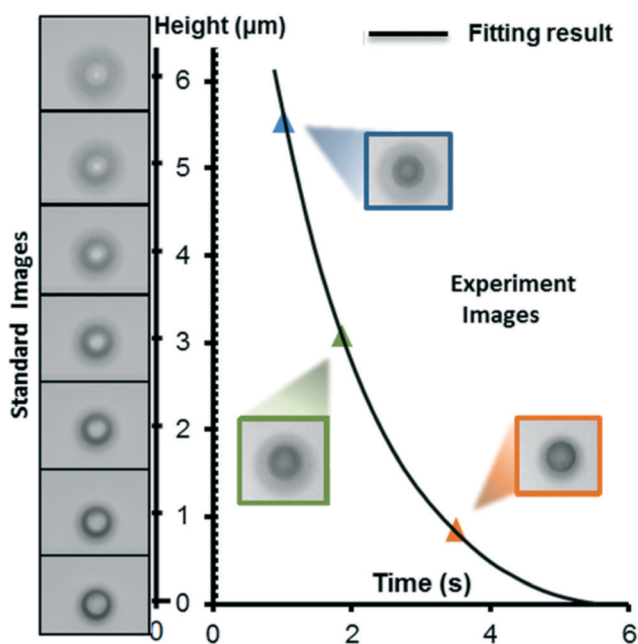 Height (μm)
Fitting result
6
5
4
3
2
1
0
Standard Images
Experiment
Images
Time (s)
0
0
2
4
6